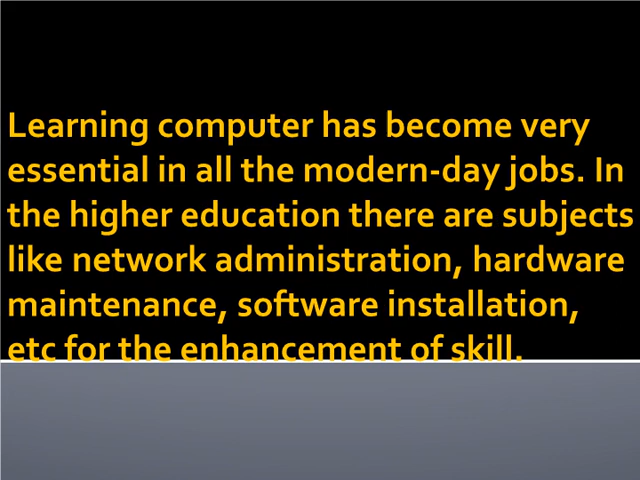 Learning computer has become very
essential in all the modern-day jobs. In
the higher education there are subjects
like network administration, hardware
maintenance, software installation,
etc for the enhancement of skill.